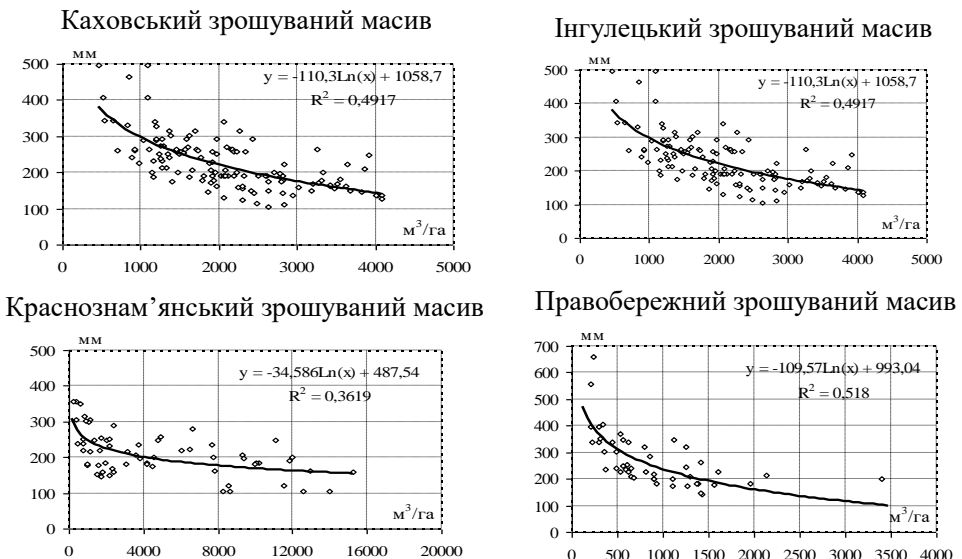 Каховський зрошуваний масив
мм
500
400
300
200
100
0
y = -110,3Ln(x) + 1058,7
R² = 0,4917
м³/га
0 1000 2000 3000 4000 5000
Інгулецький зрошуваний масив
мм
500
400
300
200
100
0
y = -110,3Ln(x) + 1058,7
R² = 0,4917
м³/га
0 1000 2000 3000 4000 5000
Краснознам’янський зрошуваний масив
мм
500
400
300
200
100
0
y = -34,586Ln(x) + 487,54
R² = 0,3619
м³/га
0 4000 8000 12000 16000 20000
Правобережний зрошуваний масив
мм
700
600
500
400
300
200
100
0
y = -109,57Ln(x) + 993,04
R² = 0,518
м³/га
0 500 1000 1500 2000 2500 3000 3500 4000